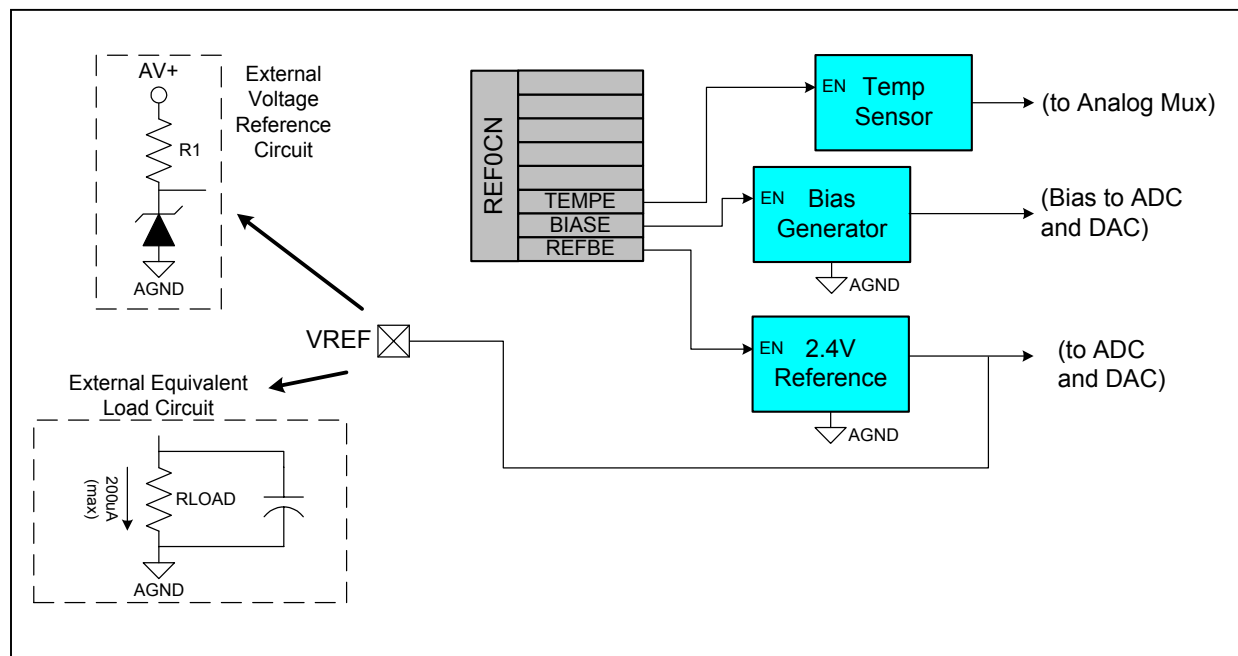 AV+
External
Voltage
Reference
Circuit
R1
AGND
REF0CN
TEMPE
BIASE
REFBE
EN
Temp
Sensor
(to Analog Mux)
EN
Bias
Generator
(Bias to ADC
and DAC)
AGND
VREF
EN
2.4V
Reference
(to ADC
and DAC)
AGND
External Equivalent
Load Circuit
200uA
(max)
RLOAD
AGND